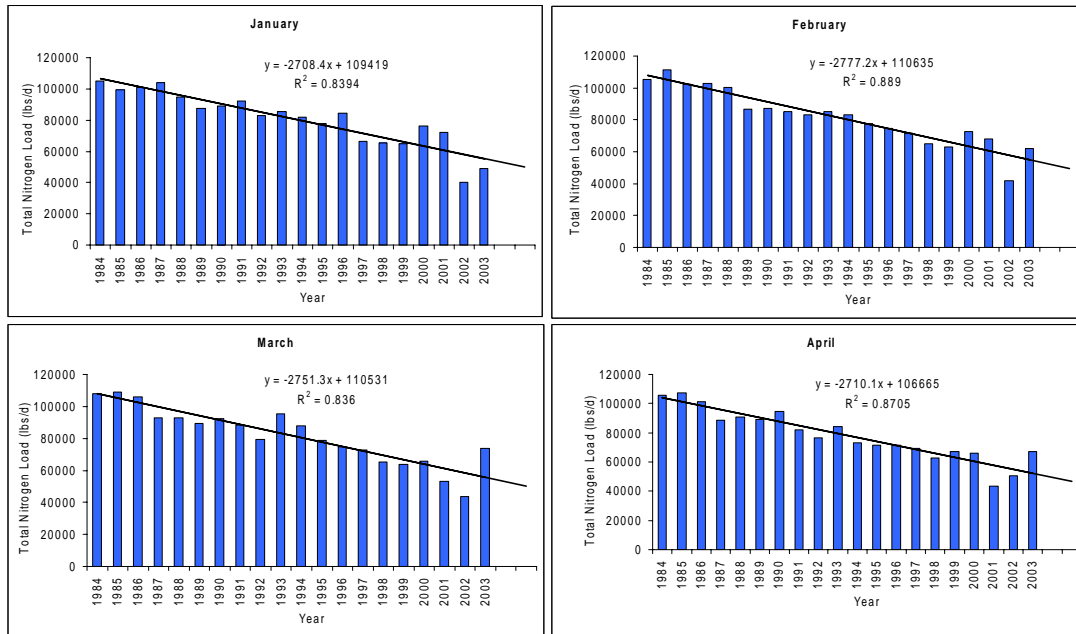 January
y = -2708.4x + 109419
R² = 0.8394
Total Nitrogen Load (lbs/d)
120000
100000
80000
60000
40000
20000
0
1984 1985 1986 1987 1988 1989 1990 1991 1992 1993 1994 1995 1996 1997 1998 1999 2000 2001 2002 2003
Year
February
y = -2777.2x + 110635
R² = 0.889
Total Nitrogen Load (lbs/d)
120000
100000
80000
60000
40000
20000
0
1984 1985 1986 1987 1988 1989 1990 1991 1992 1993 1994 1995 1996 1997 1998 1999 2000 2001 2002 2003
Year
March
y = -2751.3x + 110531
R² = 0.836
Total Nitrogen Load (lbs/d)
120000
100000
80000
60000
40000
20000
0
1984 1985 1986 1987 1988 1989 1990 1991 1992 1993 1994 1995 1996 1997 1998 1999 2000 2001 2002 2003
Year
April
y = -2710.1x + 106665
R² = 0.8705
Total Nitrogen Load (lbs/d)
120000
100000
80000
60000
40000
20000
0
1984 1985 1986 1987 1988 1989 1990 1991 1992 1993 1994 1995 1996 1997 1998 1999 2000 2001 2002 2003
Year